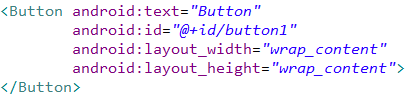 <Button android:text="Button"
android:id="@+id/button1"
android:layout_width="wrap_content"
android:layout_height="wrap_content">
</Button>